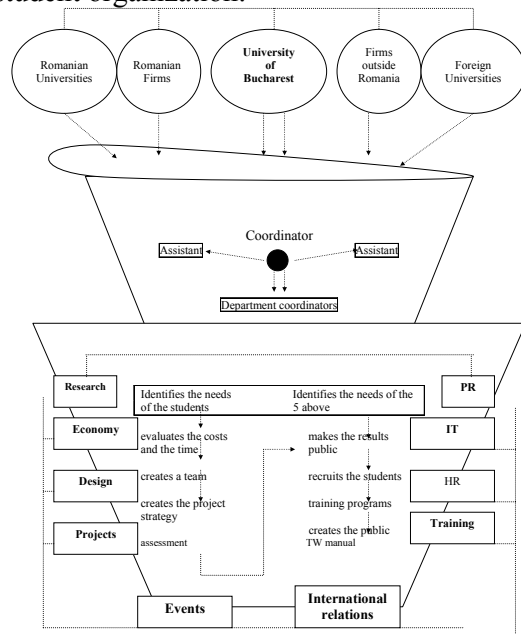 student organization.
Romanian
Universities
Romanian
Firms
University
of
Bucharest
Firms
outside
Romania
Foreign
Universities
Coordinator
Assistant
Assistant
Department coordinators
Research
PR
Identifies the needs
of the students
Identifies the needs of the
5 above
Economy
evaluates the costs
and the time
makes the results
public
IT
Design
creates a team
recruits the students
HR
creates the project
strategy
training programs
Projects
assessment
creates the public
TW manual
Training
Events
International
relations